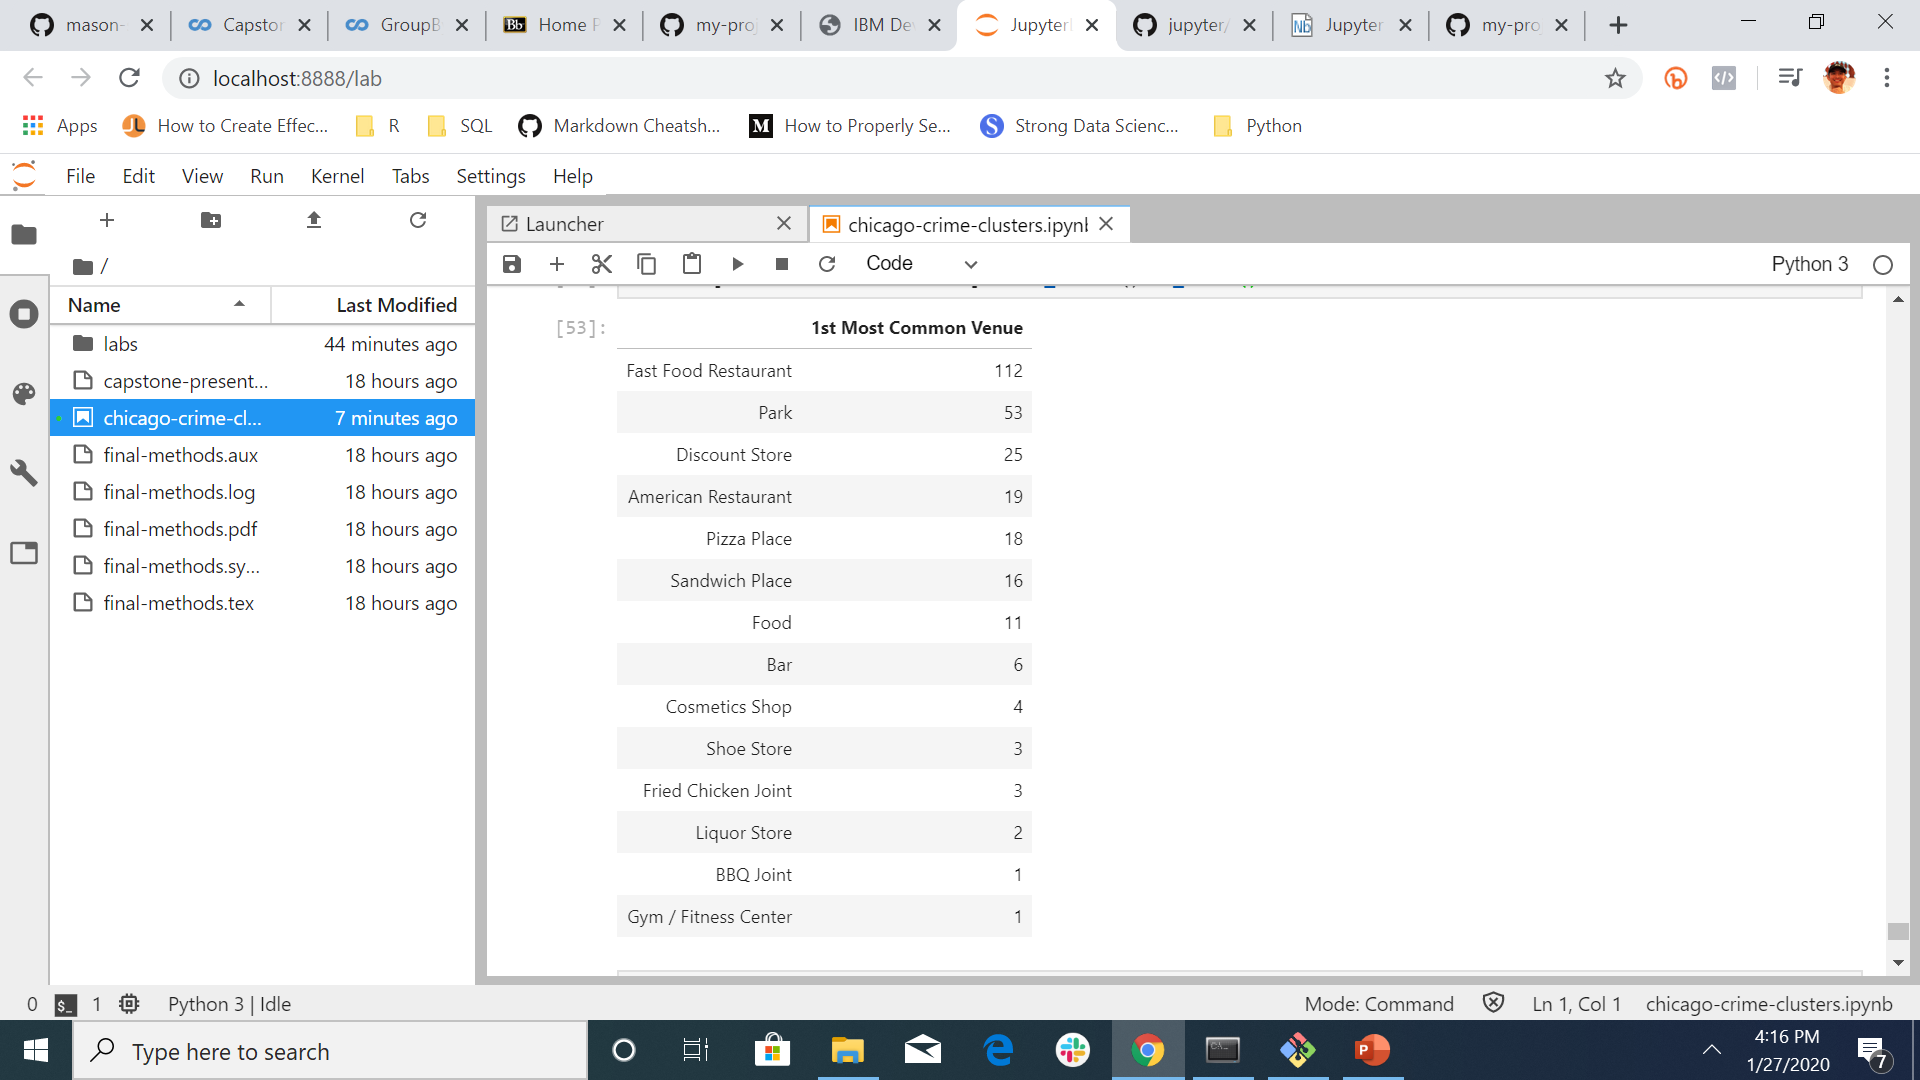 mason-
Capstor
GroupB
Home P
my-proj
IBM Dev
Jupyterl
jupyter/
Jupyter
my-proj
localhost:8888/lab
Apps
How to Create Effec...
R
SQL
Markdown Cheatsh...
How to Properly Se...
Strong Data Scienc...
Python
File Edit View Run Kernel Tabs Settings Help
Launcher
chicago-crime-clusters.ipynb
/
Code
Python 3
Name Last Modified
labs 44 minutes ago
capstone-present... 18 hours ago
chicago-crime-cl... 7 minutes ago
final-methods.aux 18 hours ago
final-methods.log 18 hours ago
final-methods.pdf 18 hours ago
final-methods.sy... 18 hours ago
final-methods.tex 18 hours ago
[53]:
1st Most Common Venue
Fast Food Restaurant 112
Park 53
Discount Store 25
American Restaurant 19
Pizza Place 18
Sandwich Place 16
Food 11
Bar 6
Cosmetics Shop 4
Shoe Store 3
Fried Chicken Joint 3
Liquor Store 2
BBQ Joint 1
Gym / Fitness Center 1
0 $_ 1 Python 3 | Idle
Mode: Command Ln 1, Col 1 chicago-crime-clusters.ipynb
Type here to search
4:16 PM
1/27/2020
7